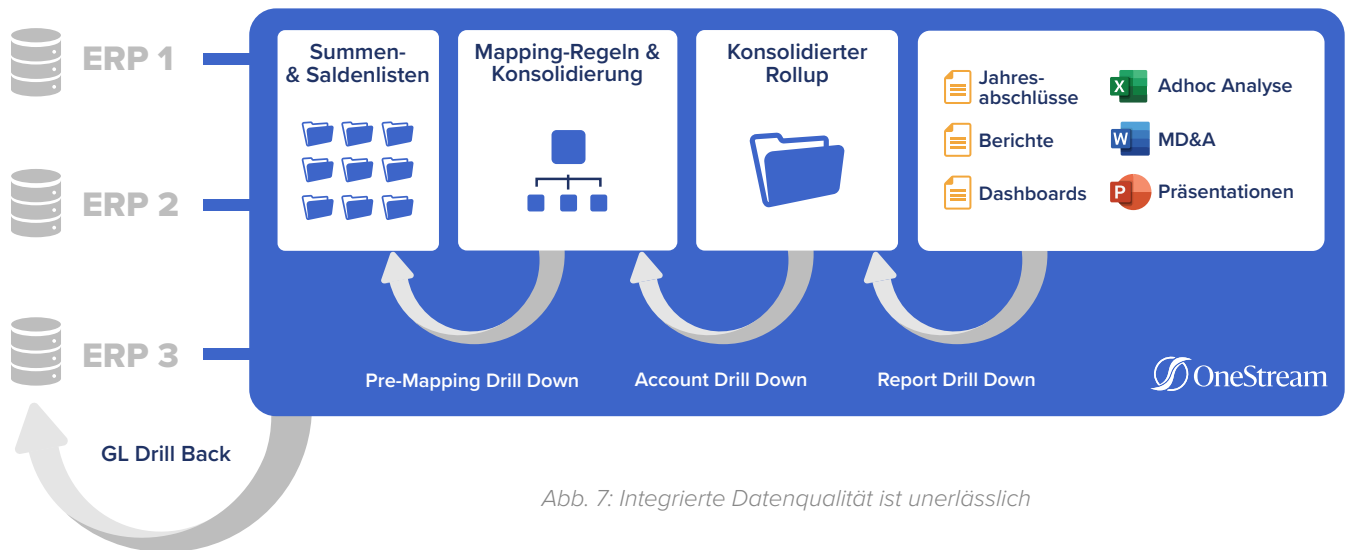 ERP 1
ERP 2
ERP 3
Summen-
& Saldenlisten
Mapping-Regeln &
Konsolidierung
Konsolidierter
Rollup
Jahres-
abschlüsse
Berichte
Dashboards
X
Adhoc Analyse
W
MD&A
P
Präsentationen
Pre-Mapping Drill Down
Account Drill Down
Report Drill Down
OneStream
GL Drill Back
Abb. 7: Integrierte Datenqualität ist unerlässlich